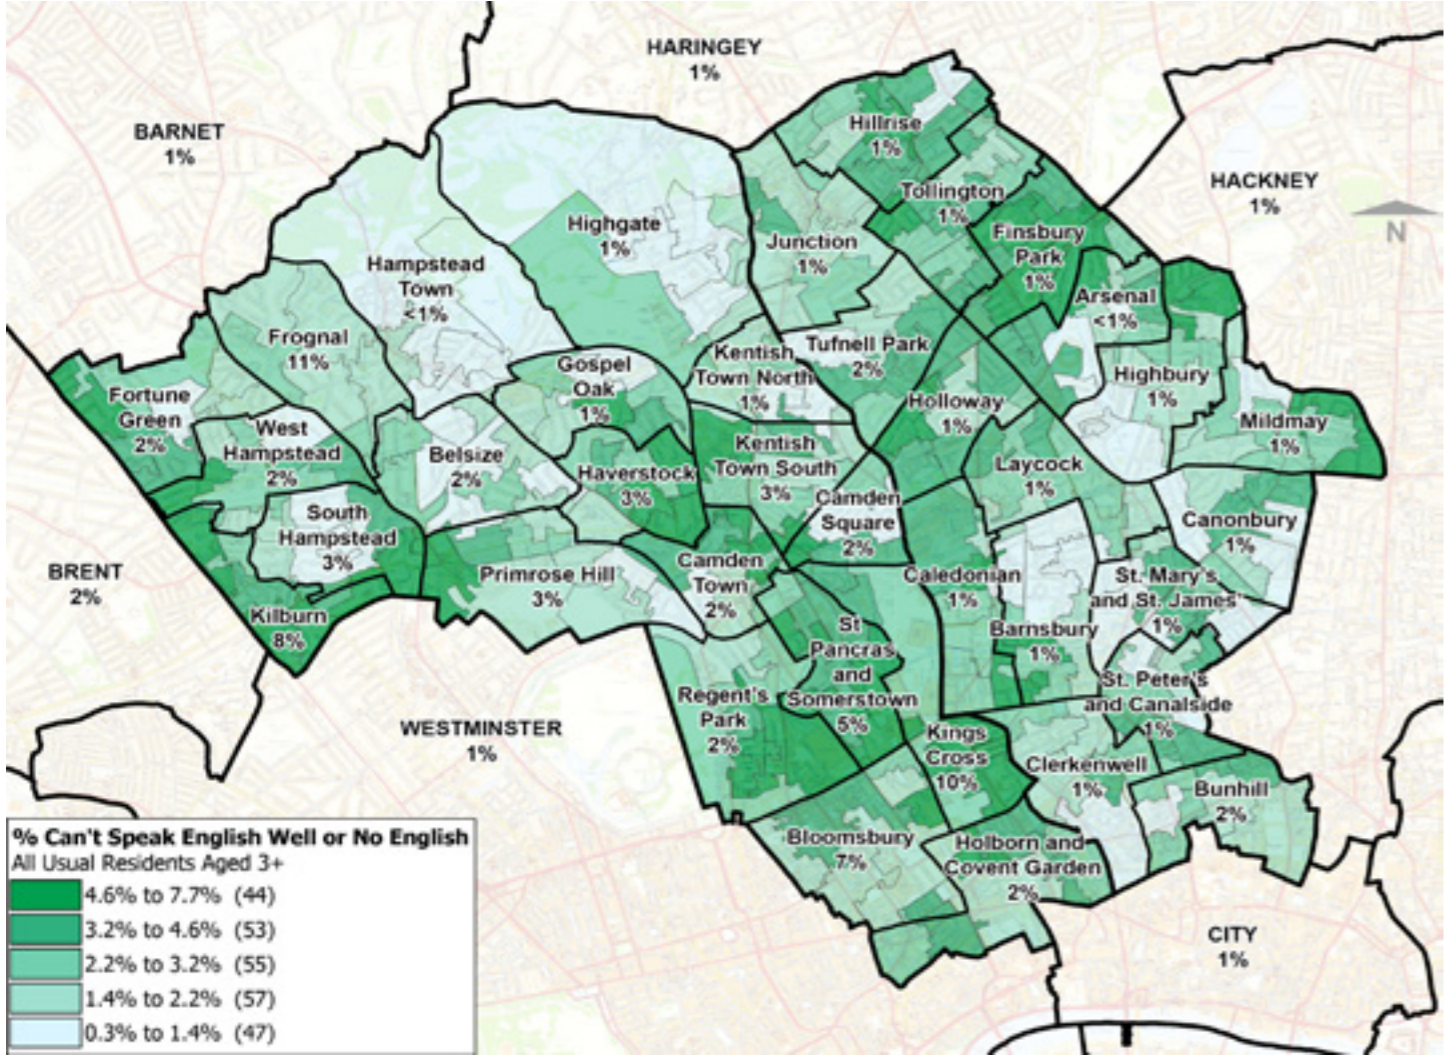 HARINGEY
1%
BARNET
1%
HACKNEY
1%
N
Hillrise
1%
Tollington
1%
Finsbury
Park
1%
Highgate
1%
Junction
1%
Hampstead
Town
<1%
Arsenal
<1%
Frognal
11%
Tufnell Park
2%
Kentish
Town North
1%
Gospel
Oak
1%
Highbury
1%
Fortune
Green
2%
Holloway
1%
Mildmay
1%
West
Hampstead
2%
Belsize
2%
Haverstock
3%
Kentish
Town South
3%
Laycock
1%
Camden
Square
2%
South
Hampstead
3%
Canonbury
1%
BRENT
2%
Primrose Hill
3%
Camden
Town
2%
Caledonian
1%
St. Mary's
and St. James'
1%
Kilburn
8%
St
Pancras
and
Somerstown
5%
Barnsbury
1%
Regent's
Park
2%
St. Peter's
and Canalside
1%
WESTMINSTER
1%
Kings
Cross
10%
Clerkenwell
1%
Bunhill
2%
Bloomsbury
7%
Holborn and
Covent Garden
2%
CITY
1%
% Can't Speak English Well or No English
All Usual Residents Aged 3+
4.6% to 7.7% (44)
3.2% to 4.6% (53)
2.2% to 3.2% (55)
1.4% to 2.2% (57)
0.3% to 1.4% (47)